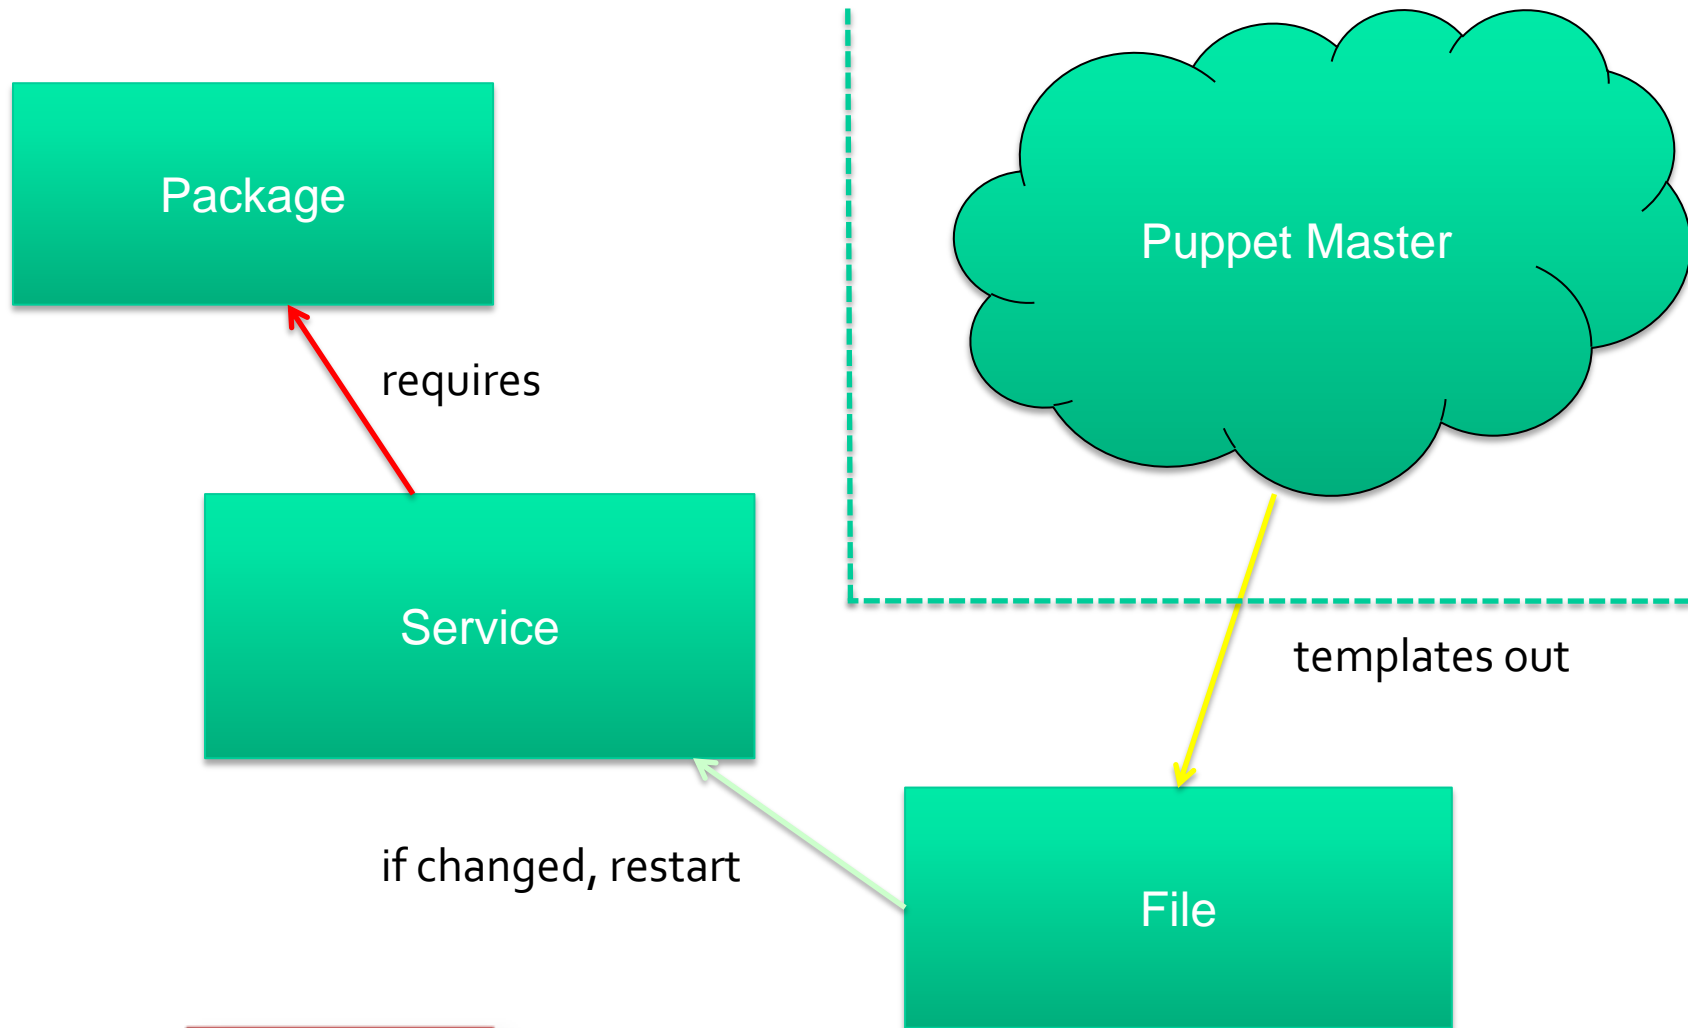 Package
Puppet Master
requires
Service
templates out
if changed, restart
File